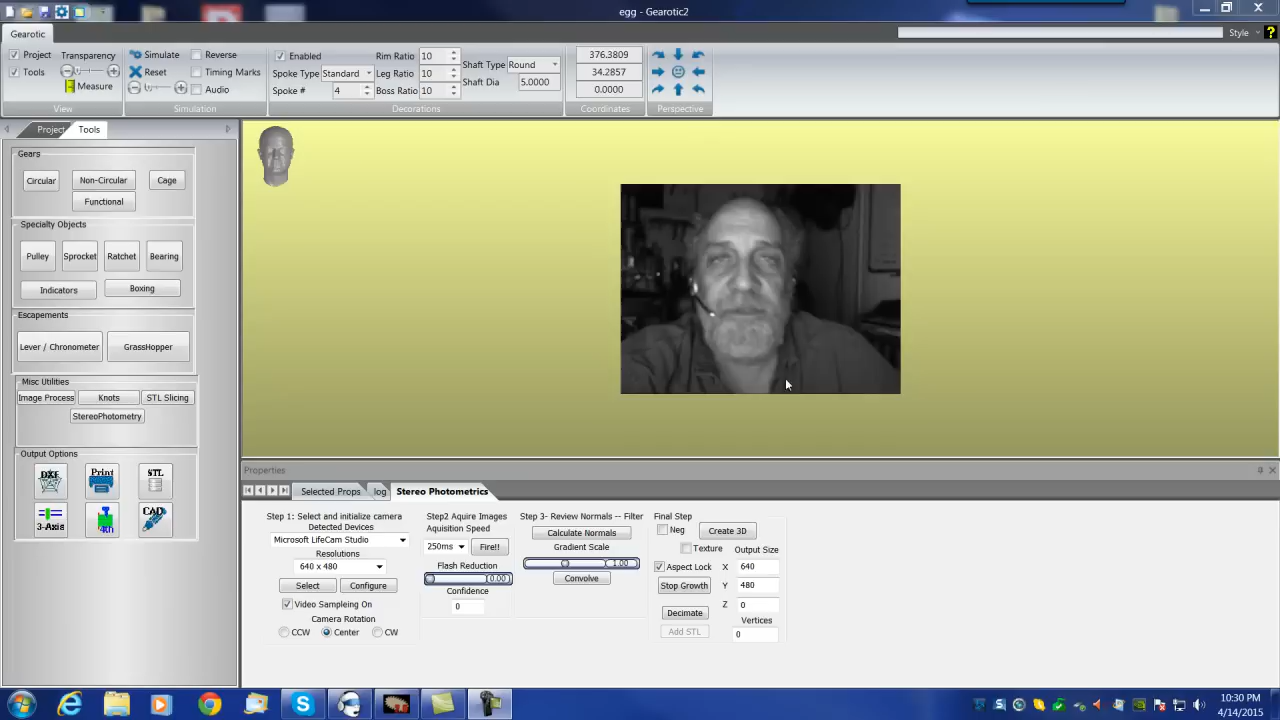 egg - Gearotic2
Gearotic
Style
Project
Transparency
Tools
Measure
View
Simulate
Reverse
Reset
Timing Marks
Audio
Simulation
Enabled
Rim Ratio 10
Spoke Type Standard
Leg Ratio 10
Spoke # 4
Boss Ratio 10
Shaft Type Round
Shaft Dia 5.0000
Decorations
376.3809
34.2857
0.0000
Coordinates
Perspective
Project Tools
Gears
Circular Non-Circular Cage
Functional
Specialty Objects
Pulley Sprocket Ratchet Bearing
Indicators Boxing
Escapements
Lever / Chronometer GrassHopper
Misc Utilities
Image Process Knots STL Slicing
StereoPhotometry
Output Options
DXF Print STL
3-Axis 4th CAD
Properties
Selected Props log Stereo Photometrics
Step 1: Select and initialize camera
Detected Devices
Microsoft LifeCam Studio
Resolutions
640 x 480
Select Configure
Video Sampleing On
Camera Rotation
CCW Center CW
Step2 Aquire Images
Aquisition Speed
250ms Fire!!
Flash Reduction
0.00
Confidence
0
Step 3- Review Normals -- Filter
Calculate Normals
Gradient Scale
1.00
Convolve
Final Step
Neg Create 3D
Texture Output Size
Aspect Lock X 640
Stop Growth Y 480
Z 0
Decimate
Vertices
Add STL 0
10:30 PM
4/14/2015